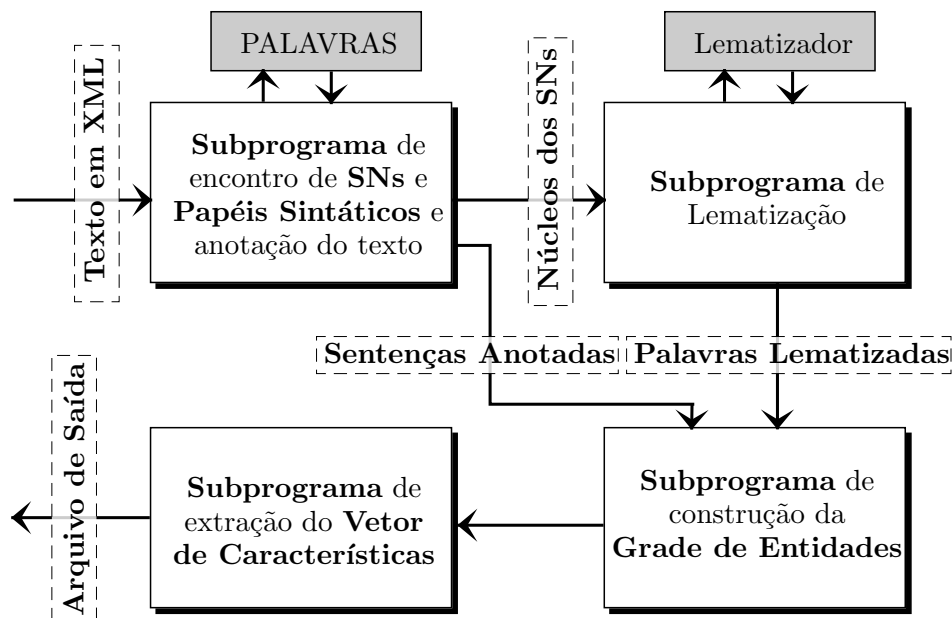 PALAVRAS
Lematizador
Texto em XML
Subprograma de
encontro de SNs e
Papéis Sintáticos e
anotação do texto
Núcleos dos SNs
Subprograma de
Lematização
Sentenças Anotadas
Palavras Lematizadas
Arquivo de Saída
Subprograma de
extração do Vetor
de Característícas
Subprograma de
construção da
Grade de Entidades